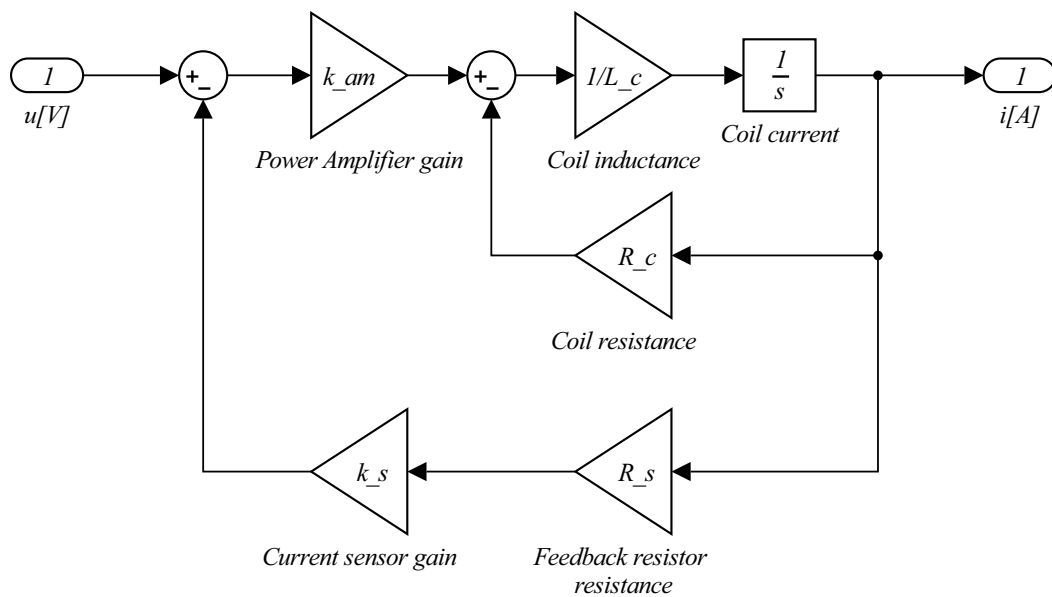 1
u[V]
+
−
k_am
Power Amplifier gain
+
−
1/L_c
Coil inductance
1
s
Coil current
1
i[A]
R_c
Coil resistance
k_s
Current sensor gain
R_s
Feedback resistor
resistance